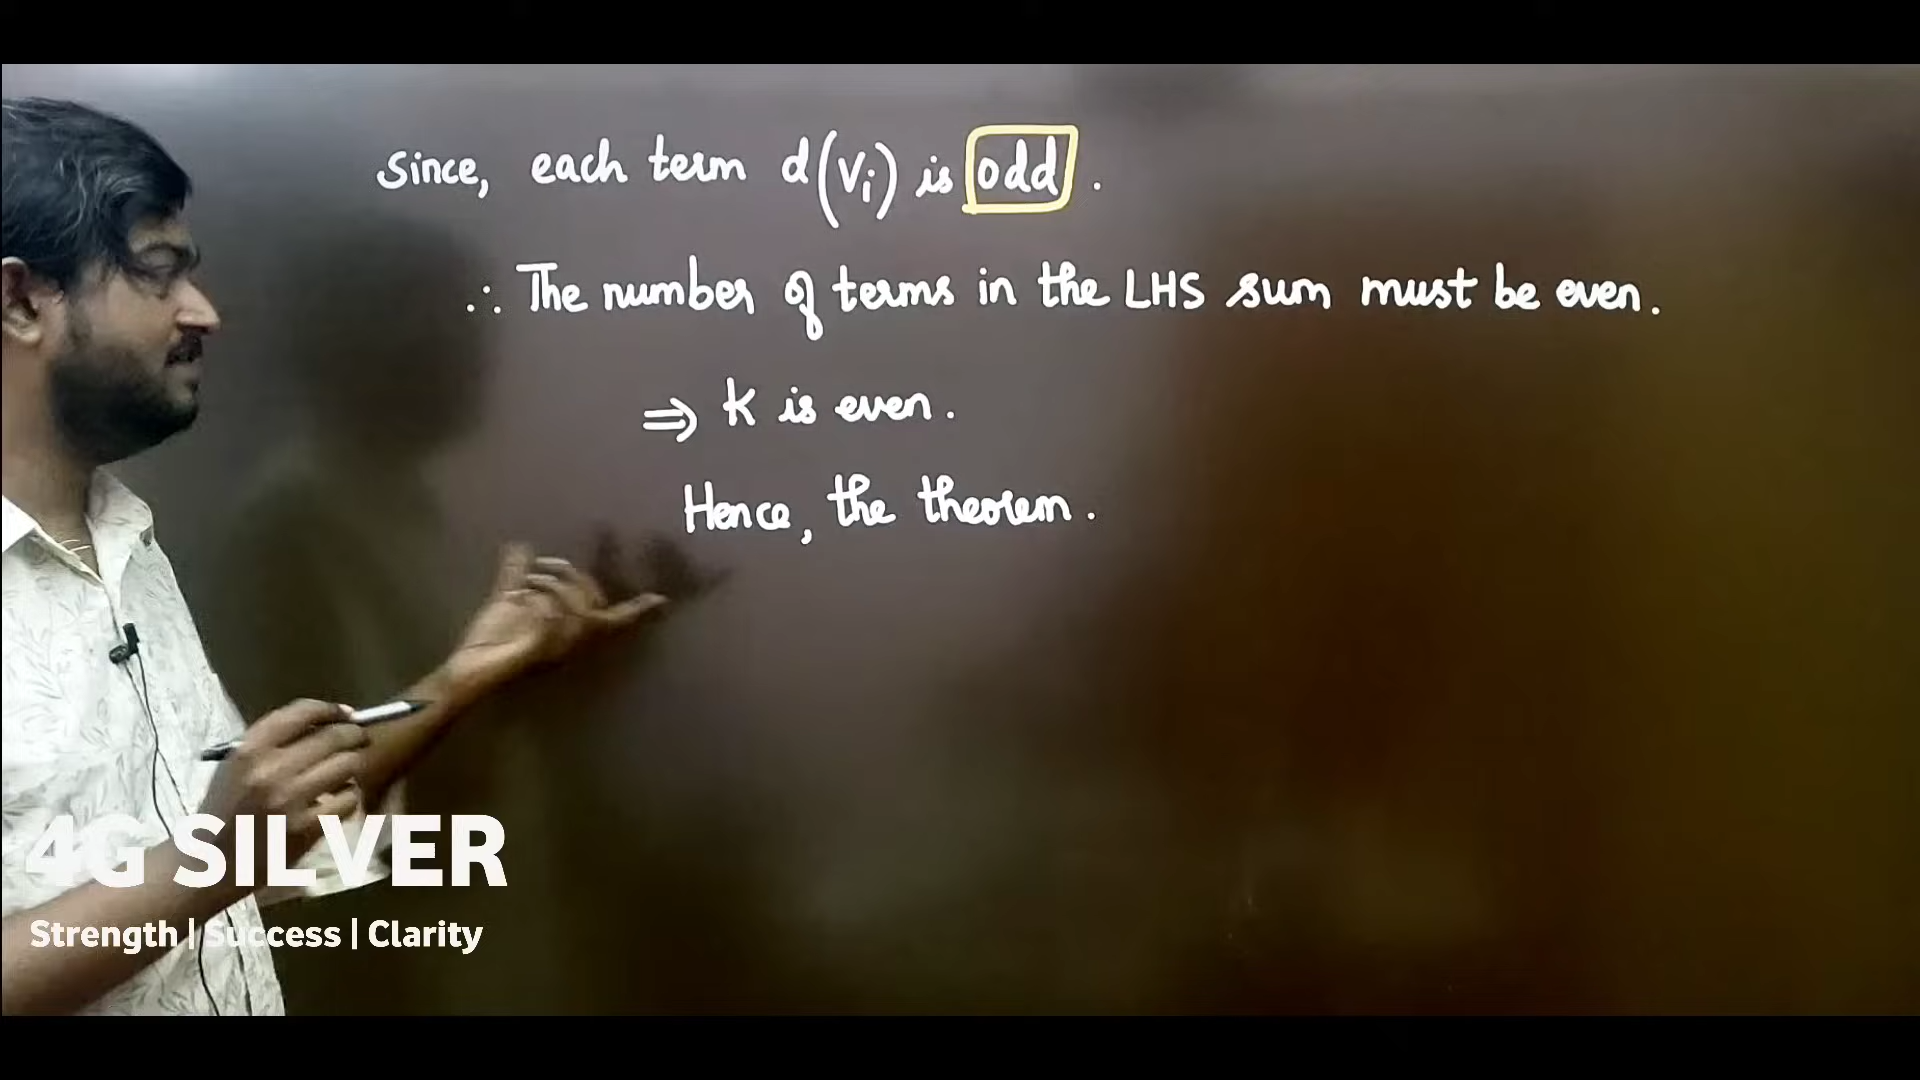 Since, each term d(Vi) is odd.
∴ The number of terms in the LHS sum must be even.
⇒ K is even.
Hence, the theorem.
4G SILVER
Strength | Success | Clarity